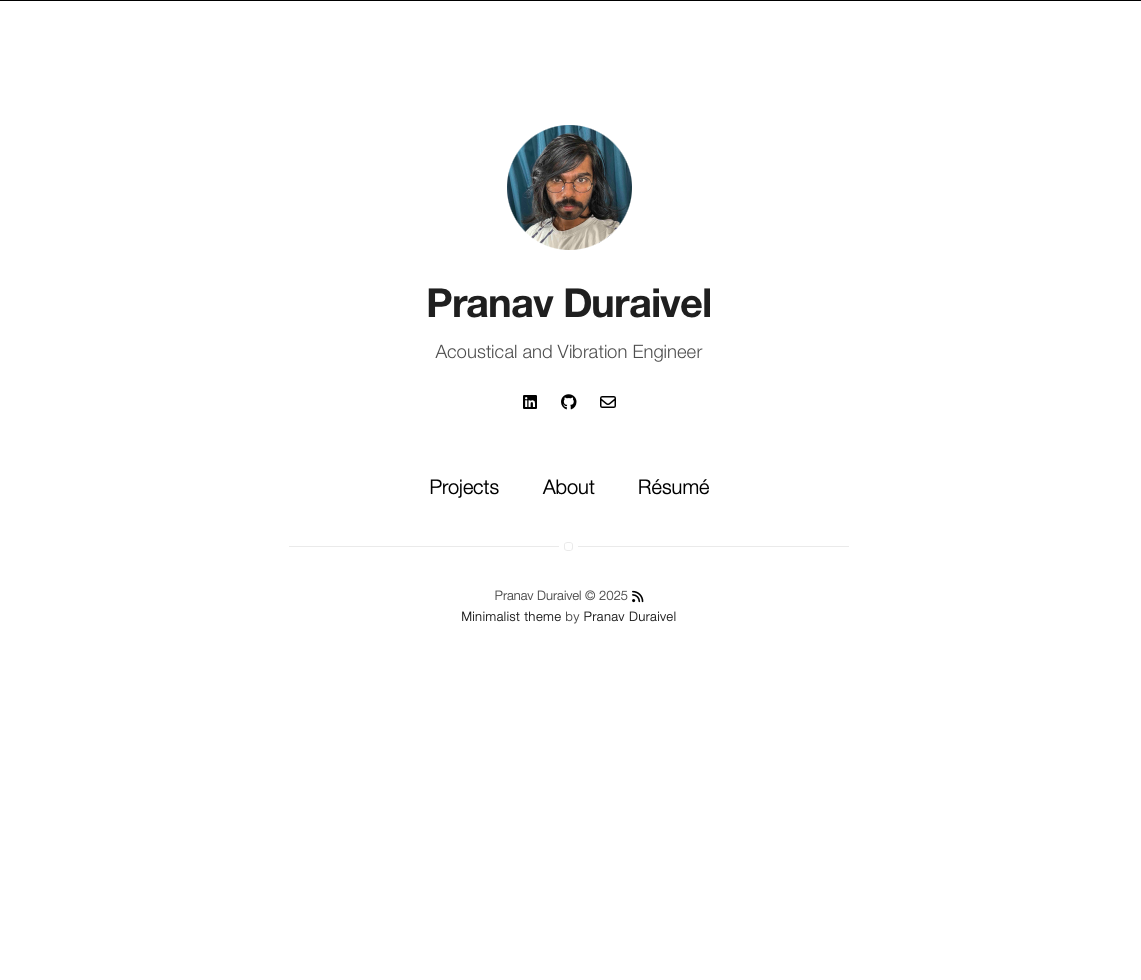 Pranav Duraivel
Acoustical and Vibration Engineer
Projects About Résumé
Pranav Duraivel © 2025
Minimalist theme by Pranav Duraivel